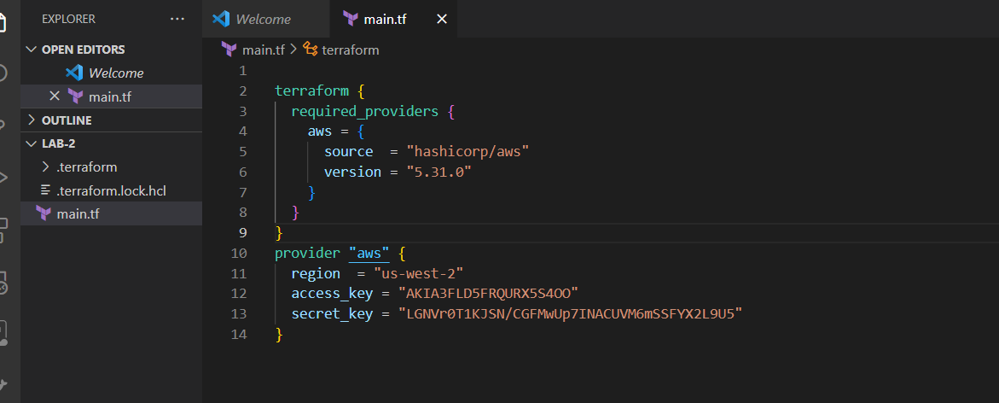 EXPLORER
Welcome
main.tf
OPEN EDITORS
Welcome
main.tf
OUTLINE
LAB-2
.terraform
.terraform.lock.hcl
main.tf
main.tf > terraform
1
2 terraform {
3 required_providers {
4 aws = {
5 source = "hashicorp/aws"
6 version = "5.31.0"
7 }
8 }
9 }
10 provider "aws" {
11 region = "us-west-2"
12 access_key = "AKIA3FLD5FRQURX5S4OO"
13 secret_key = "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"
14 }